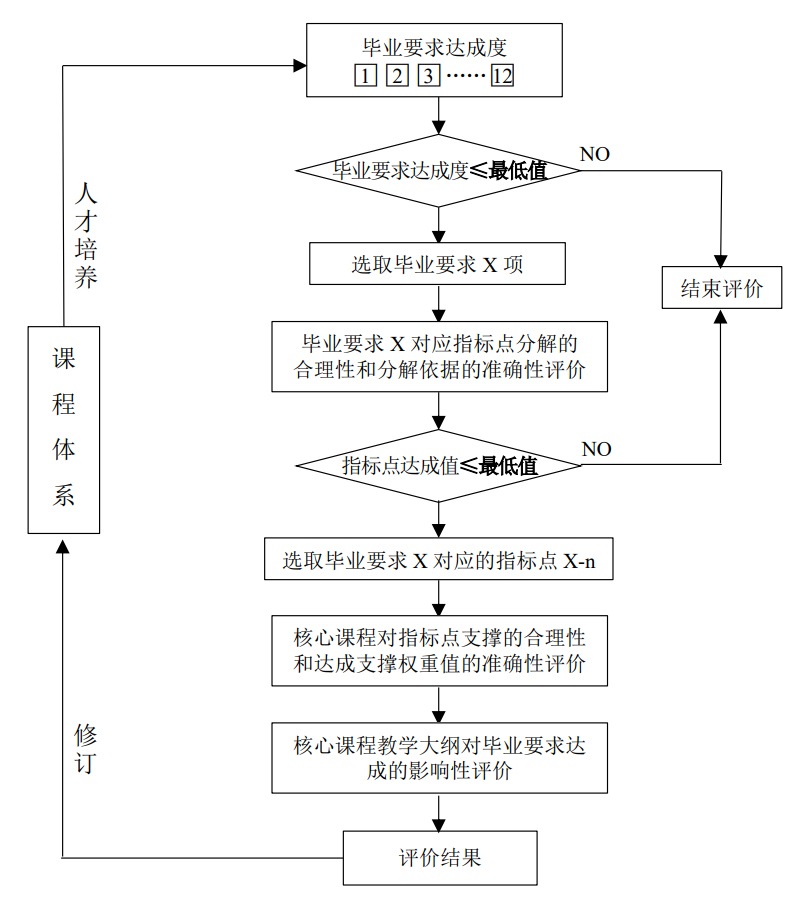 毕业要求达成度
1 2 3 …… 12
毕业要求达成度≤最低值
NO
人才培养
选取毕业要求 X 项
结束评价
毕业要求 X 对应指标点分解的
合理性和分解依据的准确性评价
课程体系
指标点达成值≤最低值
NO
选取毕业要求 X 对应的指标点 X-n
核心课程对指标点支撑的合理性
和达成支撑权重值的准确性评价
修订
核心课程教学大纲对毕业要求达
成的影响性评价
评价结果